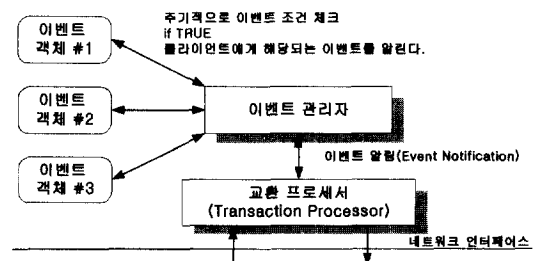 이벤트
객체 #1
주기적으로 이벤트 조건 체크
if TRUE
클라이언트에게 해당되는 이벤트를 알린다.
이벤트
객체 #2
이벤트 관리자
이벤트
객체 #3
이벤트 알림(Event Notification)
교환 프로세서
(Transaction Processor)
네트워크 인터페이스